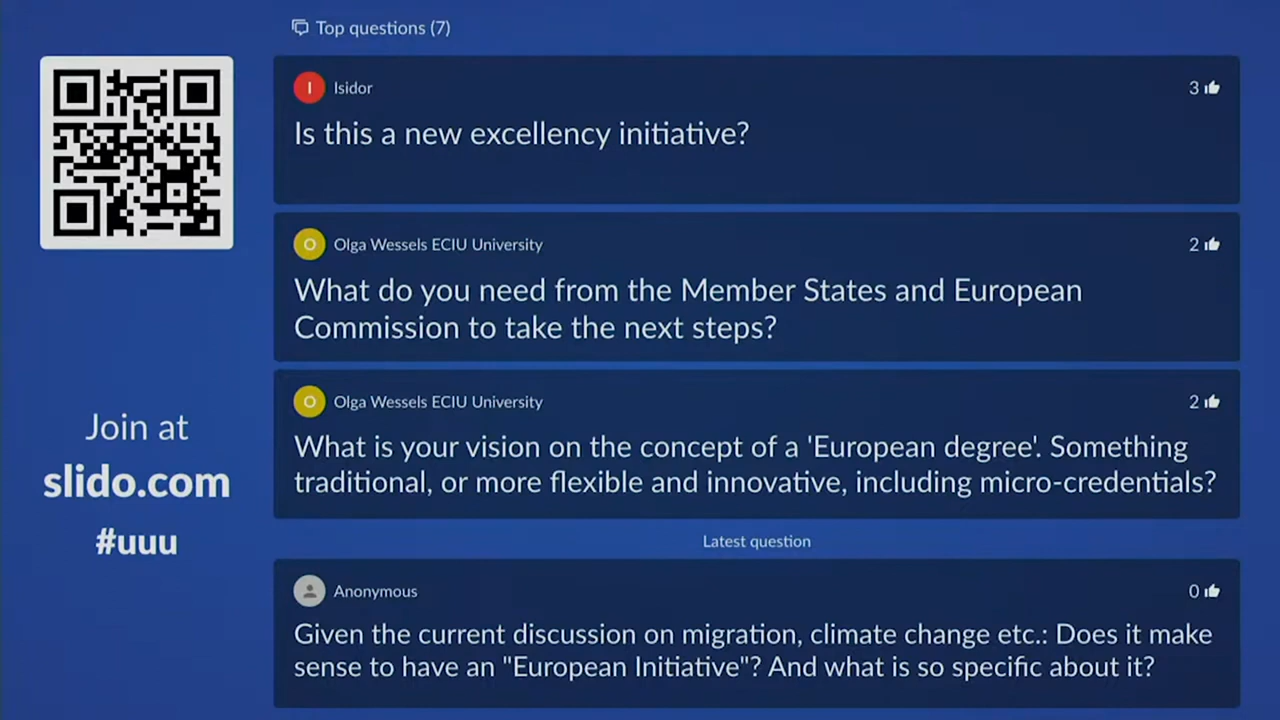 Top questions (7)
I
Isidor
3
Is this a new excellency initiative?
O
Olga Wessels ECIU University
2
What do you need from the Member States and European
Commission to take the next steps?
O
Olga Wessels ECIU University
2
What is your vision on the concept of a 'European degree'. Something
traditional, or more flexible and innovative, including micro-credentials?
Join at
slido.com
#uuu
Latest question
Anonymous
0
Given the current discussion on migration, climate change etc.: Does it make
sense to have an "European Initiative"? And what is so specific about it?